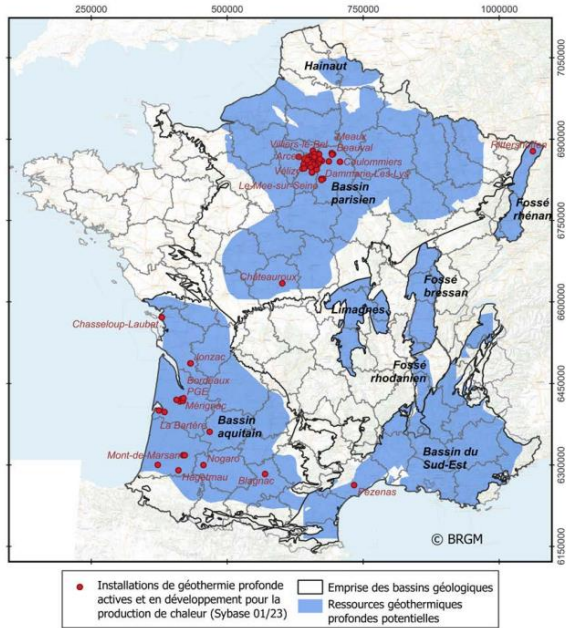 250000
500000
750000
1000000
7050000
6900000
6750000
6600000
6450000
6300000
6150000
Hainaut
Meaux
Villiers-le-Bel
Beauval
Coulommiers
Dammarie-Les-Lys
Le-Mee-sur-Seine
Bassin
parisien
Rittershoffen
Fossé
rhénan
Châteauroux
Fossé
bressan
Limagnes
Chasseloup-Laubat
Jonzac
Fossé
rhodanien
Bordeaux
PGE
Mérignac
La Bartère
Bassin
aquitain
Bassin du
Sud-Est
Mont-de-Marsan
Nogaro
Hagetmau
Blagnac
Pézenas
© BRGM
Installations de géothermie profonde
actives et en développement pour la
production de chaleur (Sybase 01/23)
Emprise des bassins géologiques
Ressources géothermiques
profondes potentielles